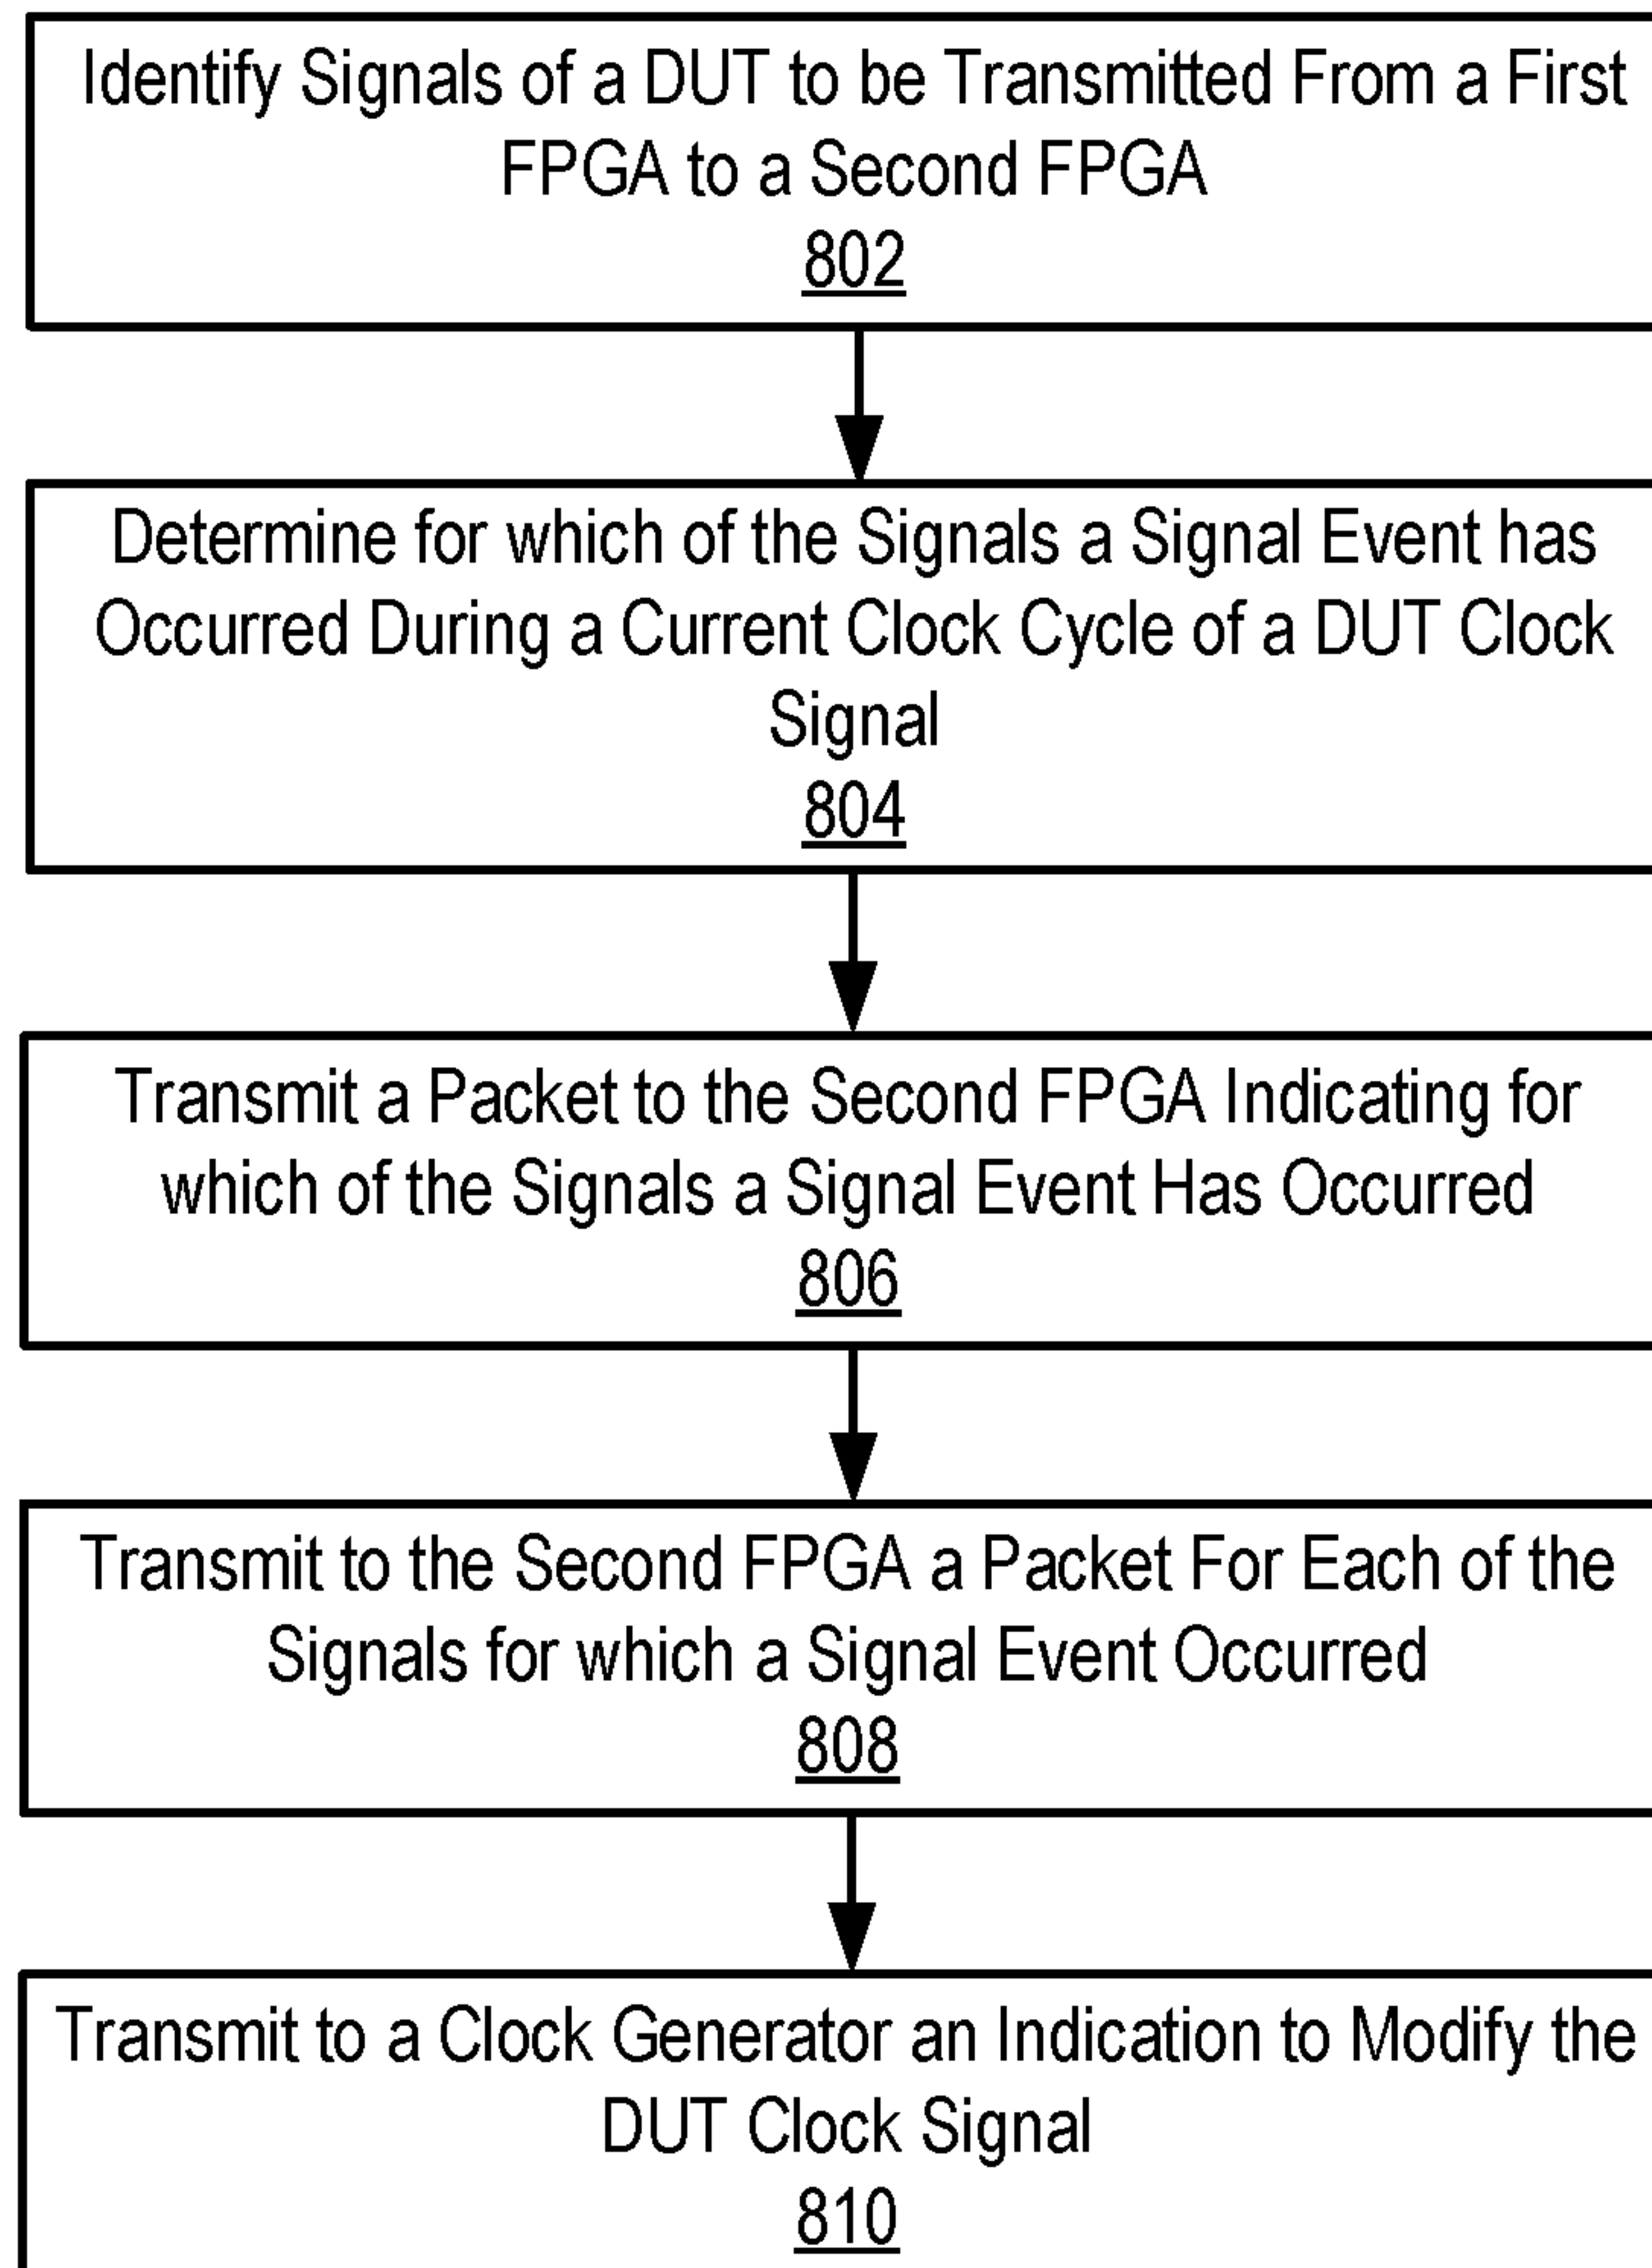 Identify Signals of a DUT to be Transmitted From a First
FPGA to a Second FPGA
802
Determine for which of the Signals a Signal Event has
Occurred During a Current Clock Cycle of a DUT Clock
Signal
804
Transmit a Packet to the Second FPGA Indicating for
which of the Signals a Signal Event Has Occurred
806
Transmit to the Second FPGA a Packet For Each of the
Signals for which a Signal Event Occurred
808
Transmit to a Clock Generator an Indication to Modify the
DUT Clock Signal
810